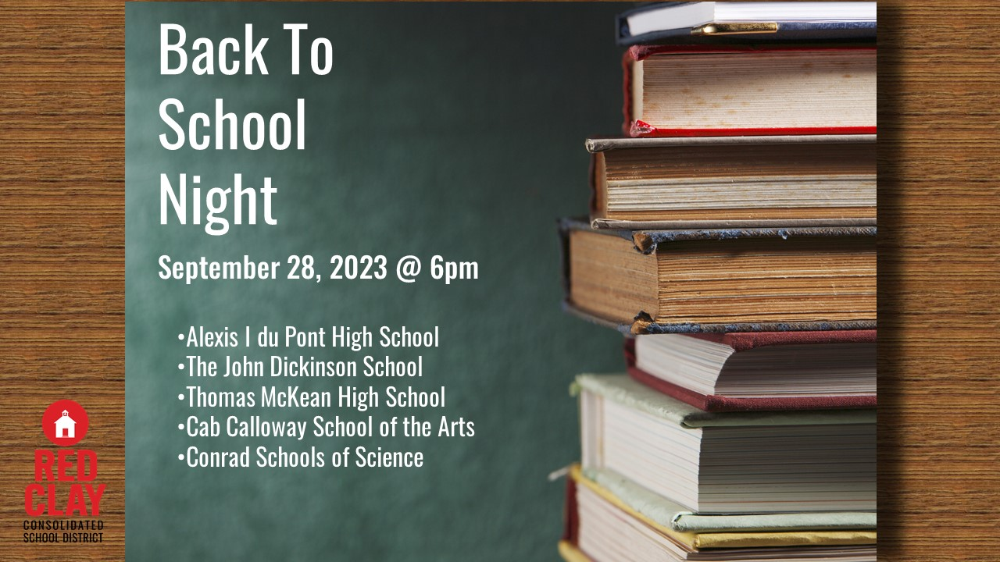 Back To
School
Night
September 28, 2023 @ 6pm
•Alexis I du Pont High School
•The John Dickinson School
•Thomas McKean High School
•Cab Calloway School of the Arts
•Conrad Schools of Science
RED
CLAY
CONSOLIDATED
SCHOOL DISTRICT